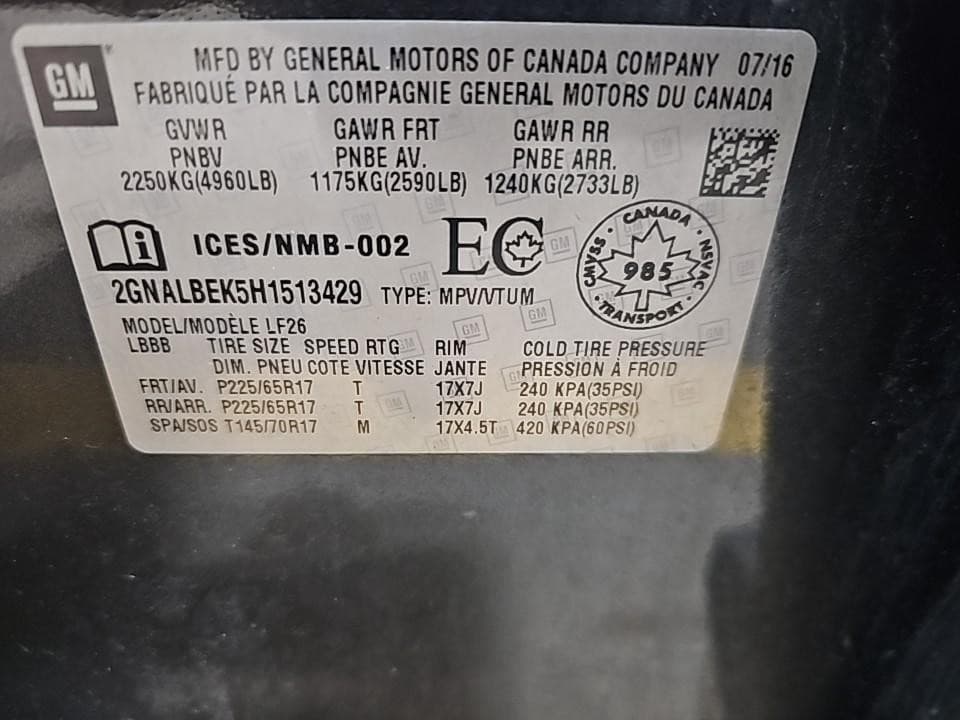 GM
MFD BY GENERAL MOTORS OF CANADA COMPANY 07/16
FABRIQUÉ PAR LA COMPAGNIE GENERAL MOTORS DU CANADA
GVWR GAWR FRT GAWR RR
PNBV PNBE AV. PNBE ARR.
2250KG(4960LB) 1175KG(2590LB) 1240KG(2733LB)
ICES/NMB-002 EC
CANADA
CMVSS 985 NSVAC
TRANSPORT
2GNALBEK5H1513429 TYPE: MPV/VTUM
MODEL/MODÈLE LF26
LBBB TIRE SIZE SPEED RTG RIM COLD TIRE PRESSURE
DIM. PNEU COTE VITESSE JANTE PRESSION À FROID
FRT/AV. P225/65R17 T 17X7J 240 KPA(35PSI)
RR/ARR. P225/65R17 T 17X7J 240 KPA(35PSI)
SPA/SOS T145/70R17 M 17X4.5T 420 KPA(60PSI)